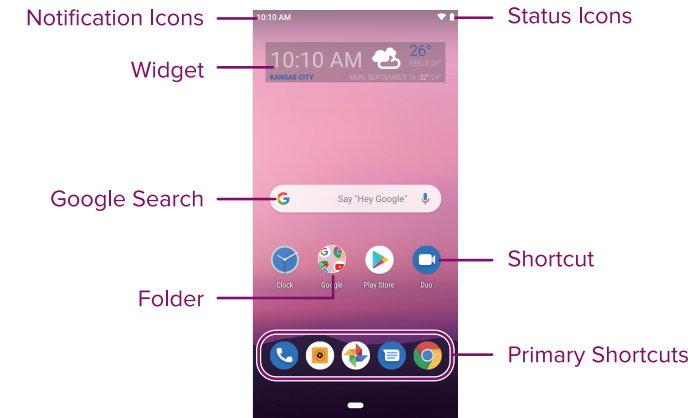 Notification Icons
10:10 AM
Status Icons
Widget
10:10 AM
26°
FEELS 26°
KANSAS CITY
MON, SEPTEMBER 16 32° 24°
Google Search
G
Say "Hey Google"
Clock
Google
Play Store
Duo
Shortcut
Folder
Primary Shortcuts